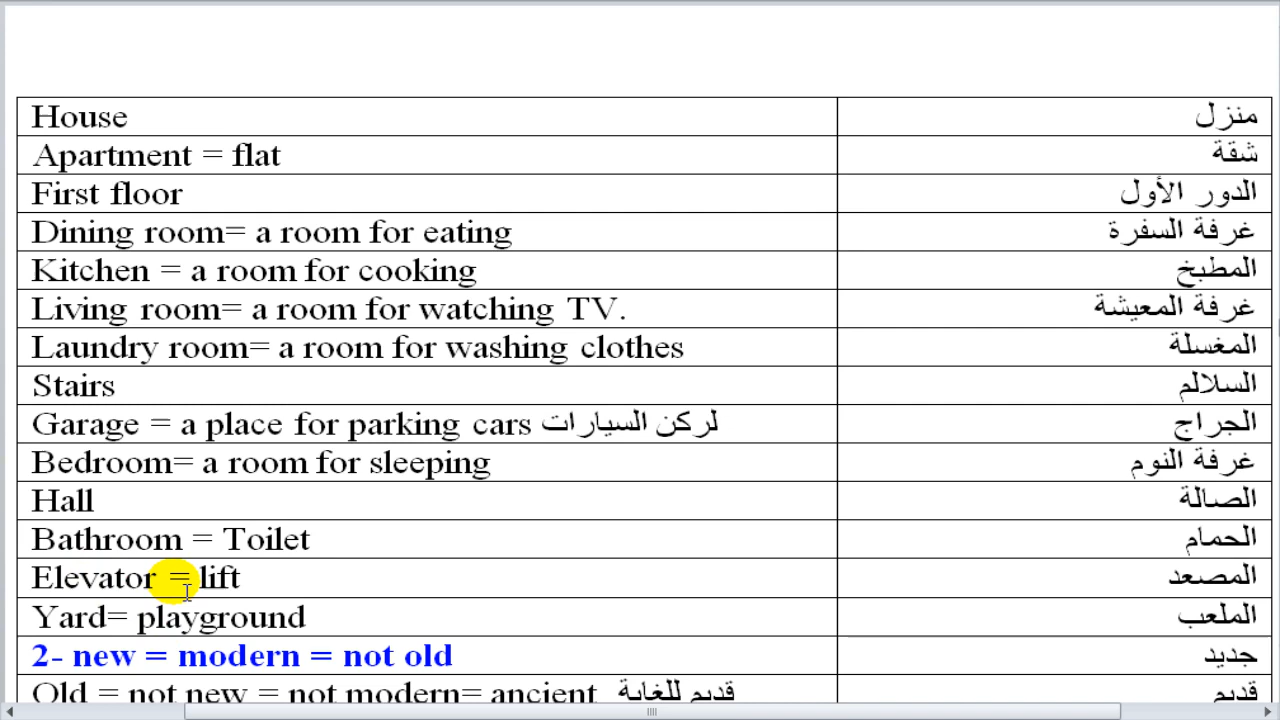 House منزل
Apartment = flat شقة
First floor الدور الأول
Dining room= a room for eating غرفة السفرة
Kitchen = a room for cooking المطبخ
Living room= a room for watching TV. غرفة المعيشة
Laundry room= a room for washing clothes المغسلة
Stairs السلالم
Garage = a place for parking cars لركن السيارات الجراج
Bedroom= a room for sleeping غرفة النوم
Hall الصالة
Bathroom = Toilet الحمام
Elevator = lift المصعد
Yard= playground الملعب
2- new = modern = not old جديد
Old = not new = not modern= ancient قديم للغاية قديم